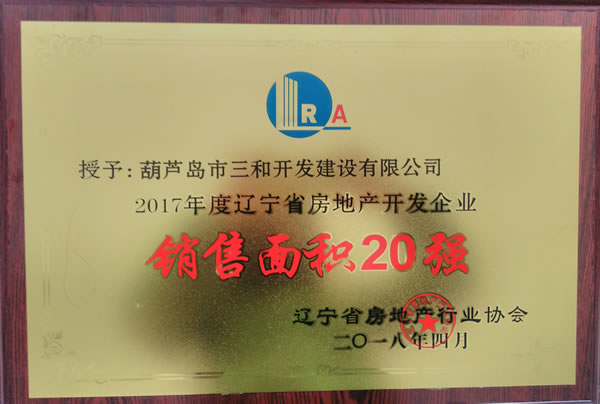 RA
授予:葫芦岛市三和开发建设有限公司
2017年度辽宁省房地产开发企业
销售面积20强
辽宁省房地产行业协会
二〇一八年四月